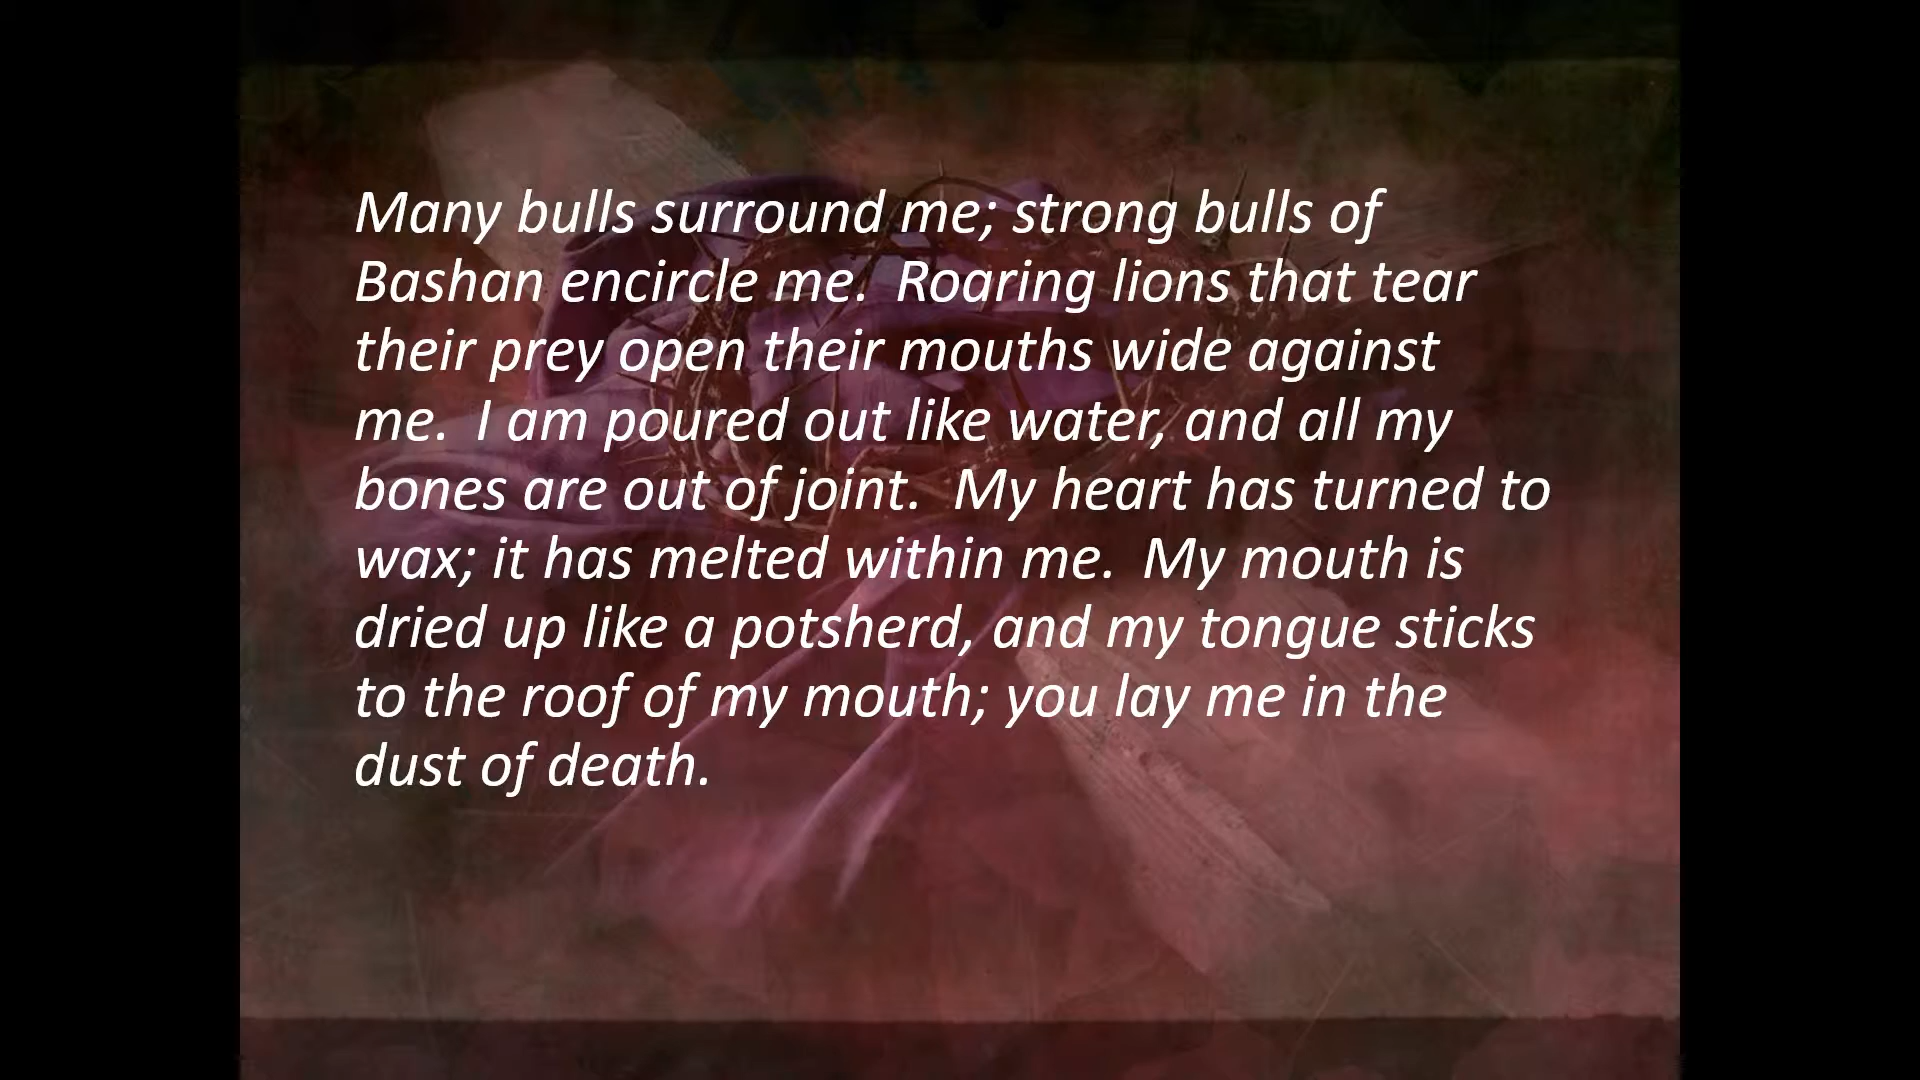 Many bulls surround me; strong bulls of
Bashan encircle me.  Roaring lions that tear
their prey open their mouths wide against
me.  I am poured out like water, and all my
bones are out of joint.  My heart has turned to
wax; it has melted within me.  My mouth is
dried up like a potsherd, and my tongue sticks
to the roof of my mouth; you lay me in the
dust of death.